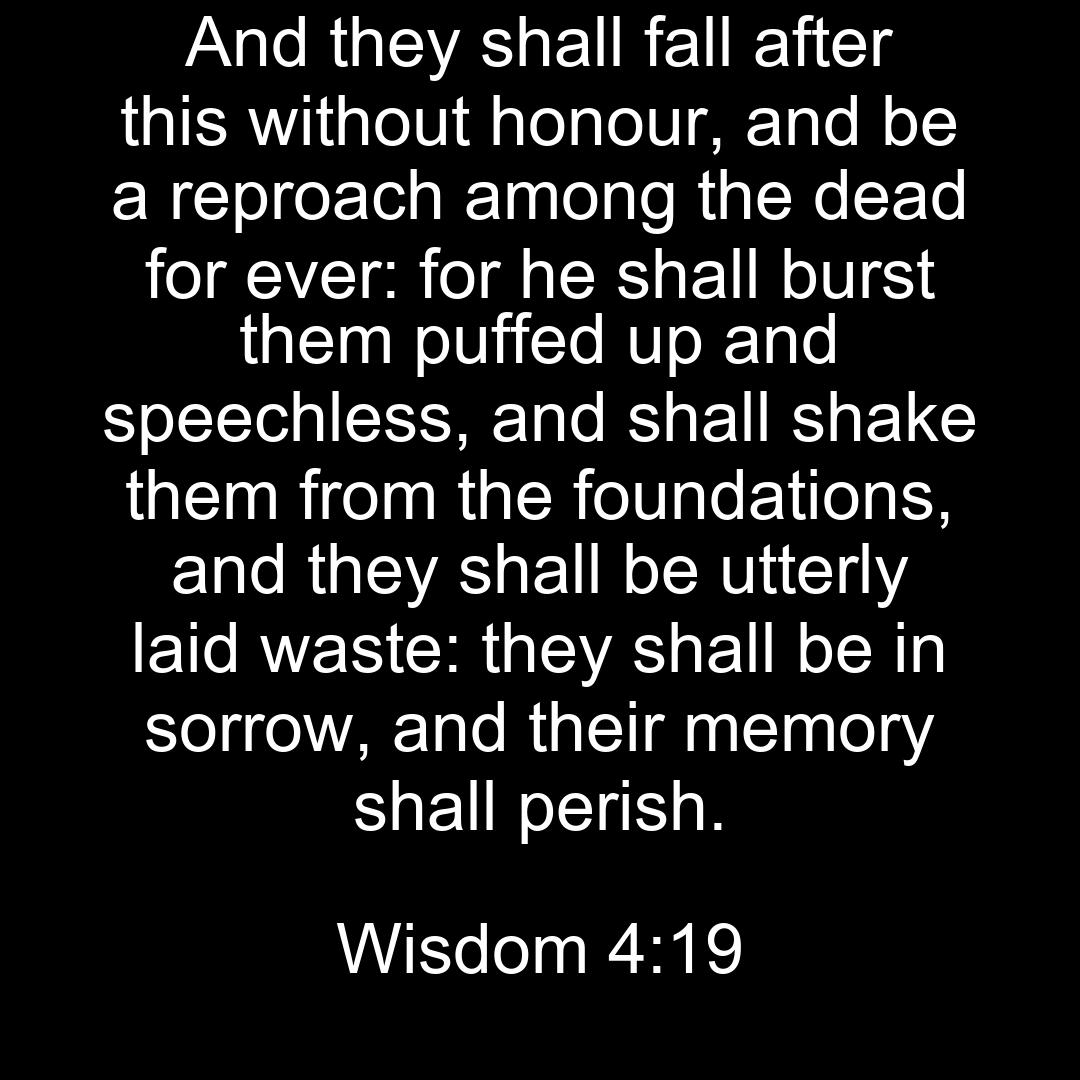 And they shall fall after
this without honour, and be
a reproach among the dead
for ever: for he shall burst
them puffed up and
speechless, and shall shake
them from the foundations,
and they shall be utterly
laid waste: they shall be in
sorrow, and their memory
shall perish.
Wisdom 4:19